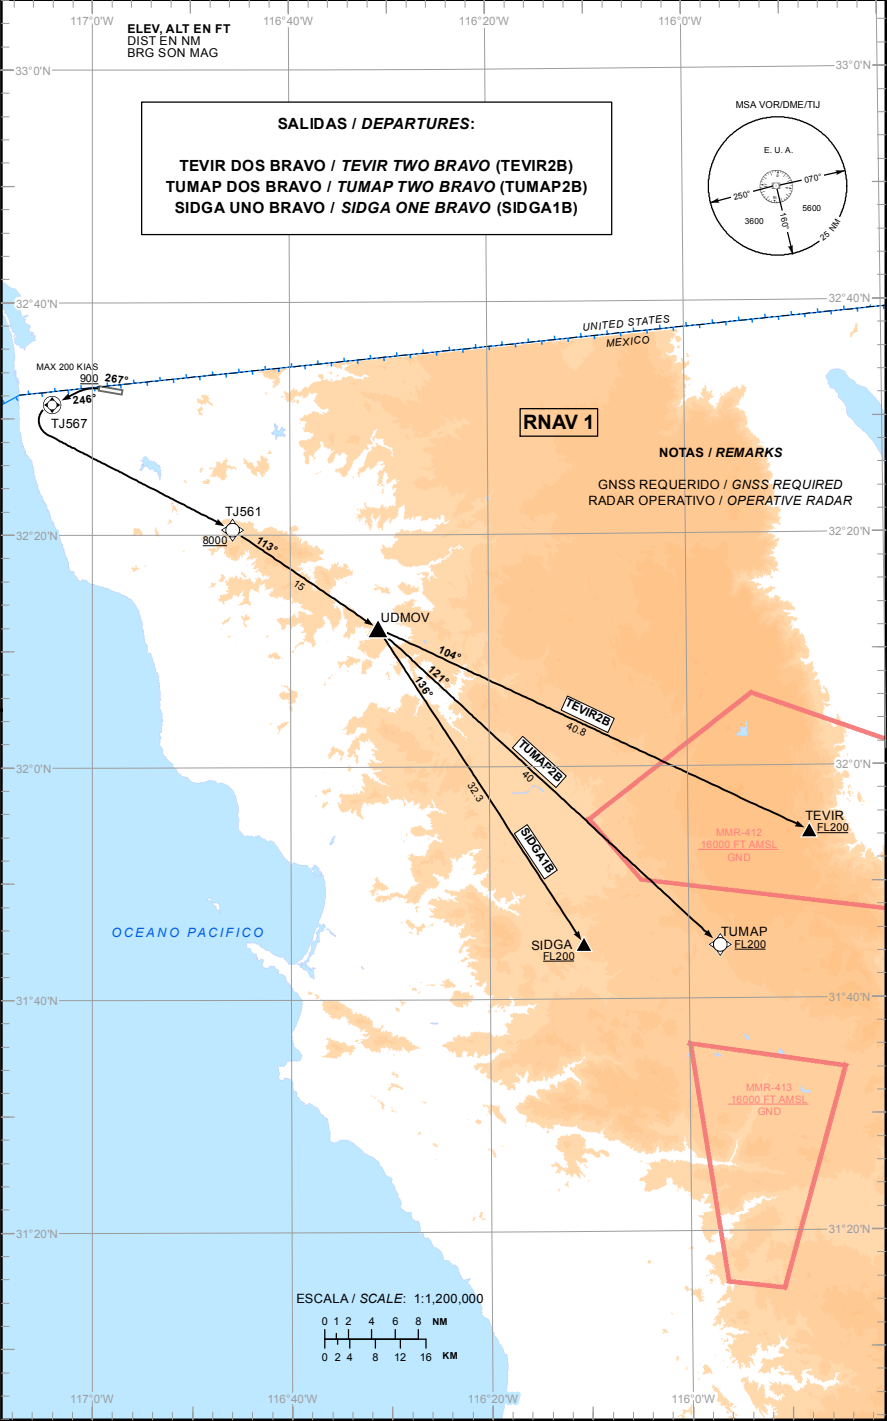 117°0'W
116°40'W
116°20'W
116°0'W
ELEV, ALT EN FT
DIST EN NM
BRG SON MAG
33°0'N
33°0'N
SALIDAS / DEPARTURES:
TEVIR DOS BRAVO / TEVIR TWO BRAVO (TEVIR2B)
TUMAP DOS BRAVO / TUMAP TWO BRAVO (TUMAP2B)
SIDGA UNO BRAVO / SIDGA ONE BRAVO (SIDGA1B)
MSA VOR/DME/TIJ
E. U. A.
070°
250°
160°
3600
5600
25 NM
32°40'N
32°40'N
UNITED STATES
MEXICO
MAX 200 KIAS
900
267°
246°
TJ567
RNAV 1
NOTAS / REMARKS
GNSS REQUERIDO / GNSS REQUIRED
RADAR OPERATIVO / OPERATIVE RADAR
TJ561
8000
32°20'N
32°20'N
113°
15
UDMOV
104°
121°
136°
TEVIR2B
40.8
TUMAP2B
40
32.3
SIDGA1B
32°0'N
32°0'N
TEVIR
FL200
MMR-412
16000 FT AMSL
GND
OCEANO PACIFICO
TUMAP
FL200
SIDGA
FL200
31°40'N
31°40'N
MMR-413
16000 FT AMSL
GND
31°20'N
31°20'N
ESCALA / SCALE: 1:1,200,000
0 1 2 4 6 8 NM
0 2 4 8 12 16 KM
117°0'W
116°40'W
116°20'W
116°0'W